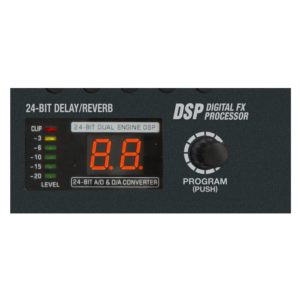 24-BIT DELAY/REVERB
DSP DIGITAL FX
PROCESSOR
CLIP
-3
-6
-10
-15
-20
LEVEL
24-BIT DUAL ENGINE DSP
8.8.
24-BIT A/D & D/A CONVERTER
PROGRAM
(PUSH)